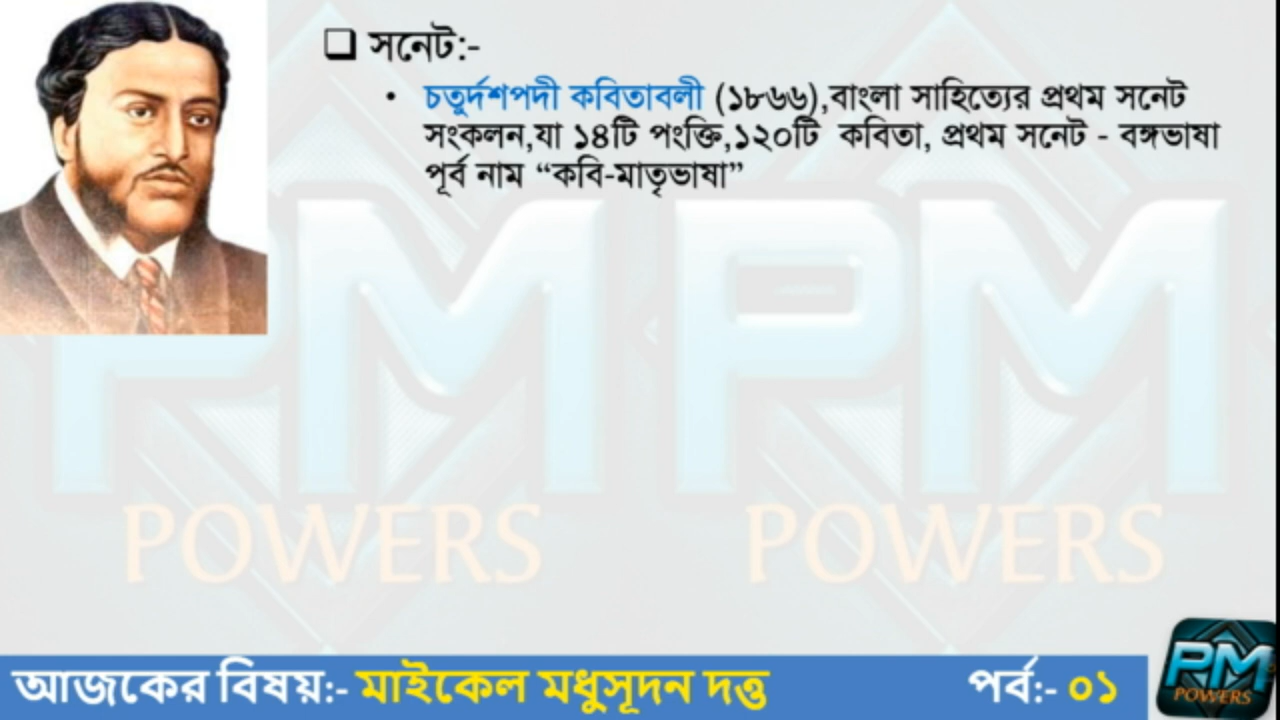 সনেট:-
চতুর্দশপদী কবিতাবলী (১৮৬৬),বাংলা সাহিত্যের প্রথম সনেট
সংকলন,যা ১৪টি পংক্তি,১২০টি কবিতা, প্রথম সনেট - বঙ্গভাষা
পূর্ব নাম “কবি-মাতৃভাষা”
PM PM
POWERS POWERS
আজকের বিষয়:- মাইকেল মধুসূদন দত্ত পর্ব:- ০১
PM
POWERS